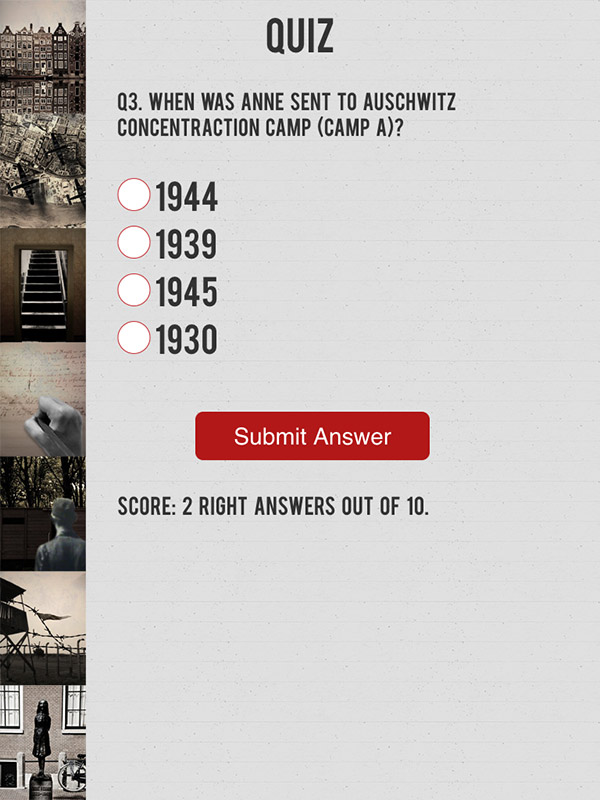 QUIZ
Q3. WHEN WAS ANNE SENT TO AUSCHWITZ
CONCENTRACTION CAMP (CAMP A)?
1944
1939
1945
1930
Submit Answer
SCORE: 2 RIGHT ANSWERS OUT OF 10.